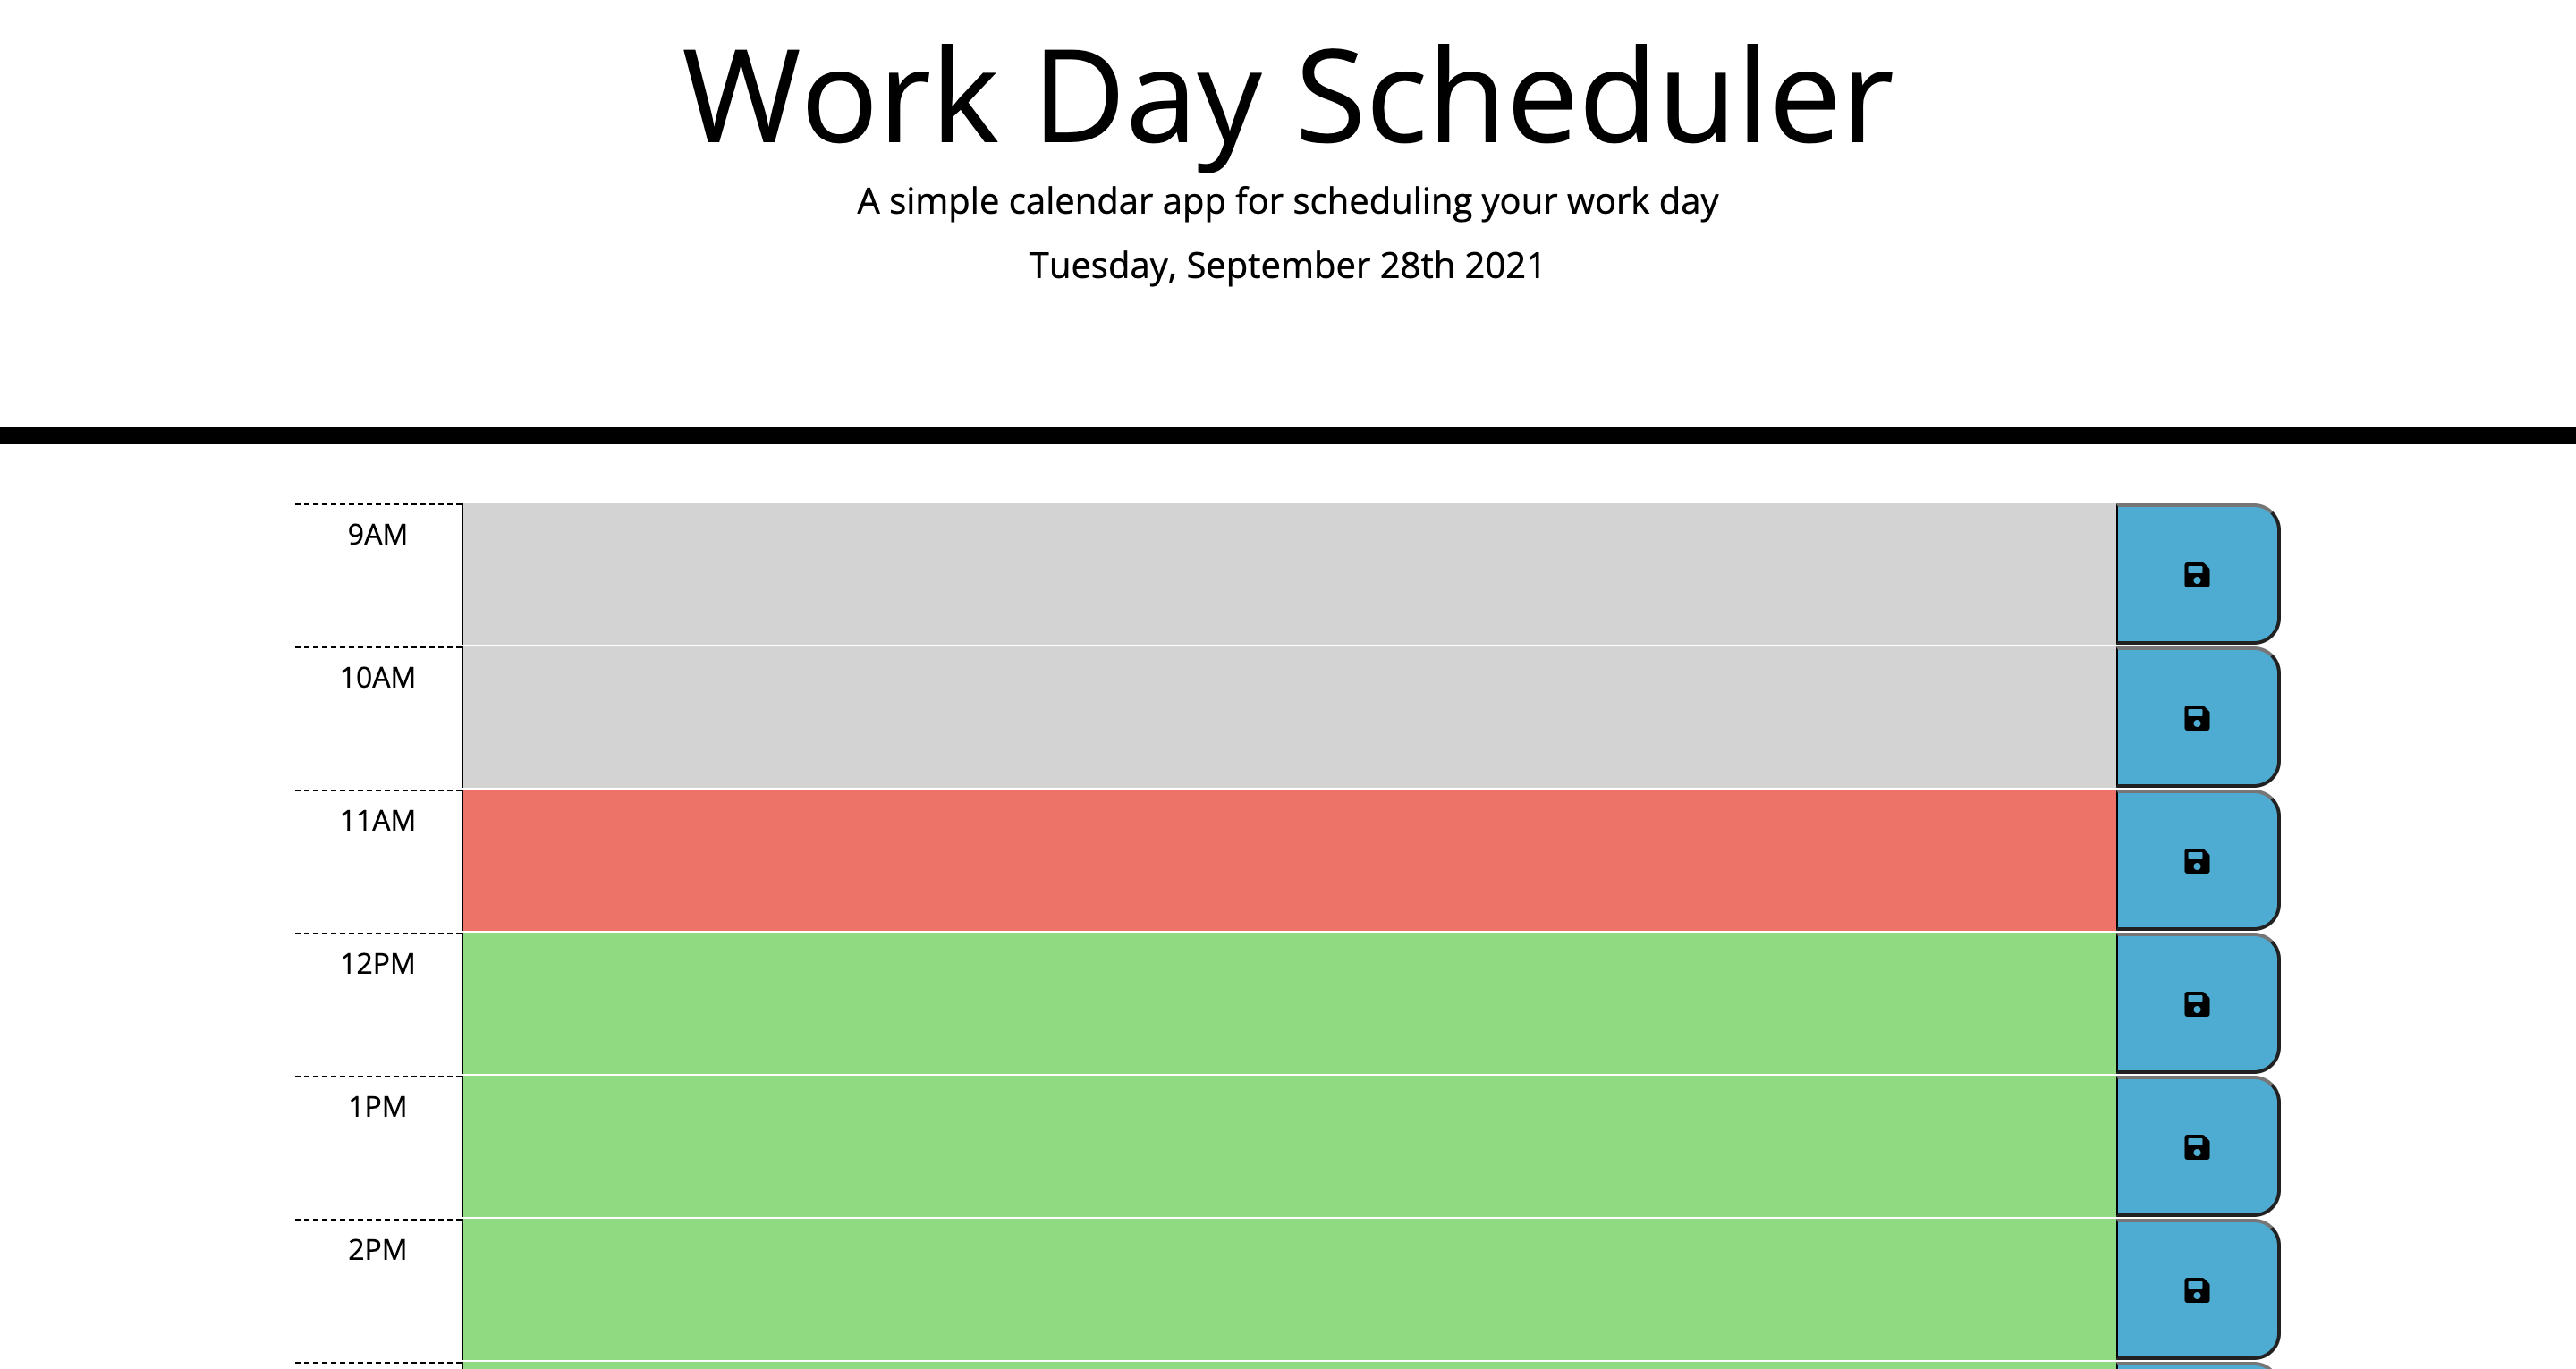 Work Day Scheduler
A simple calendar app for scheduling your work day
Tuesday, September 28th 2021
9AM
10AM
11AM
12PM
1PM
2PM